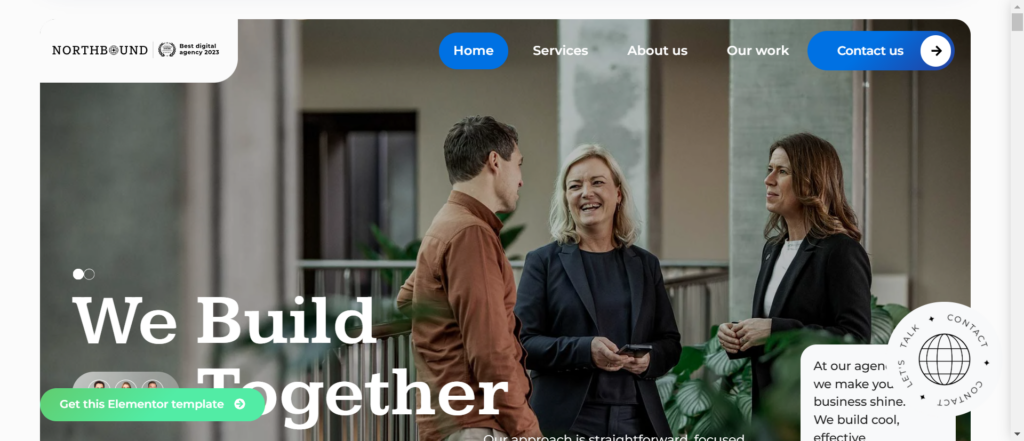 NORTHBOUND
Best digital
agency 2023
Home
Services
About us
Our work
Contact us
We Build
Together
Get this Elementor template
Our approach is straightforward, focused
At our agen
we make you
business shine.
We build cool,
effective
LET'S TALK ✦ CONTACT ✦ CONTACT ✦